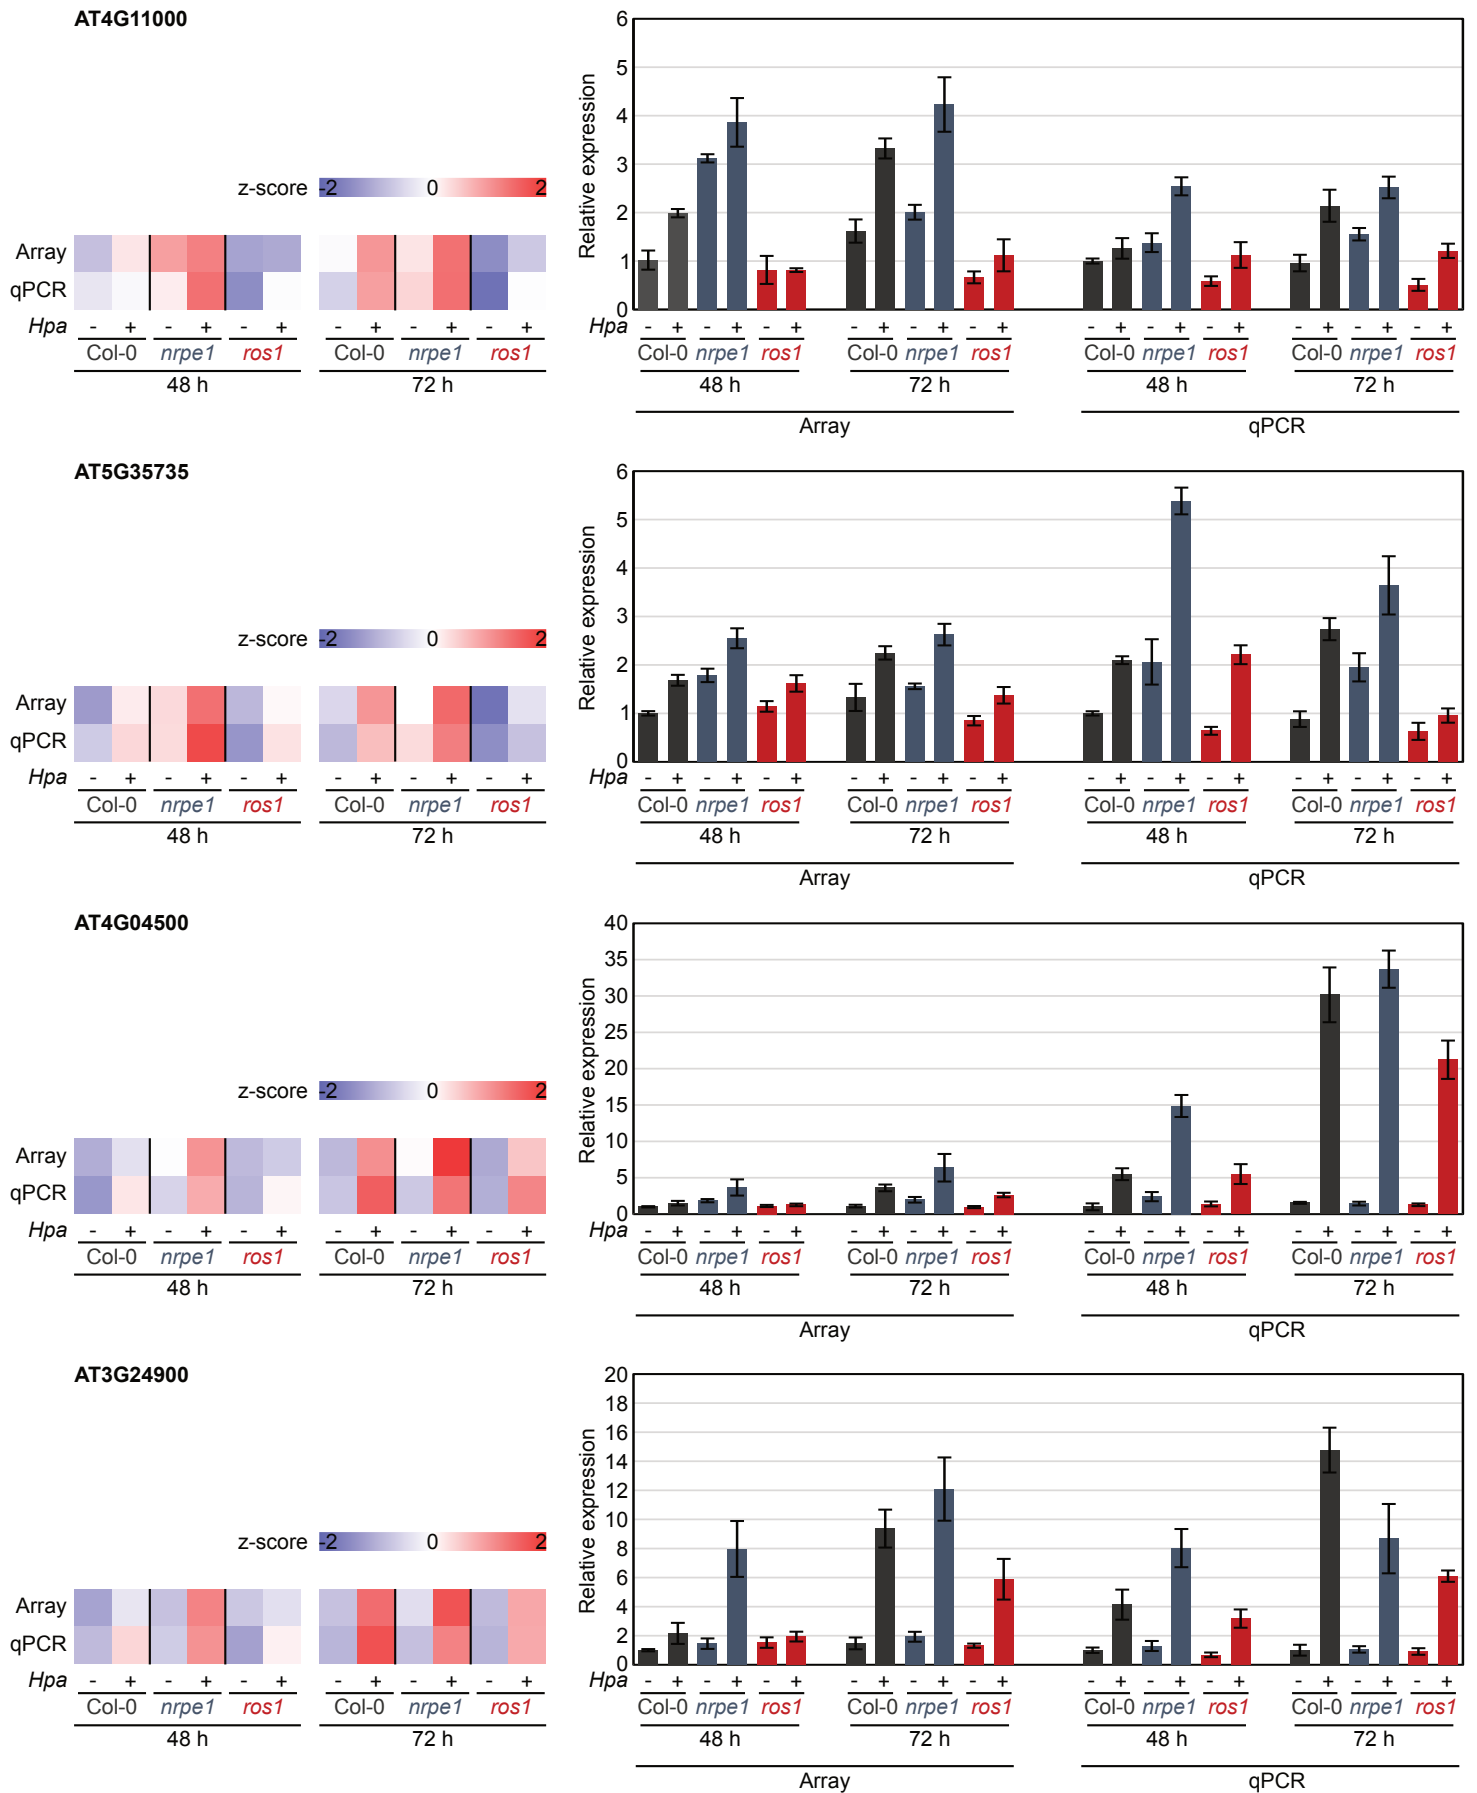 AT4G11000
z-score -2 0 2
Array
qPCR
Hpa - + - + - + - + - + - +
Col-0 nrpe1 ros1 Col-0 nrpe1 ros1
48 h 72 h
Relative expression
6
5
4
3
2
1
0
Hpa - + - + - + - + - + - + - + - + - + - + - + - +
Col-0 nrpe1 ros1 Col-0 nrpe1 ros1 Col-0 nrpe1 ros1 Col-0 nrpe1 ros1
48 h 72 h 48 h 72 h
Array qPCR
AT5G35735
z-score -2 0 2
Array
qPCR
Hpa - + - + - + - + - + - +
Col-0 nrpe1 ros1 Col-0 nrpe1 ros1
48 h 72 h
Relative expression
6
5
4
3
2
1
0
Hpa - + - + - + - + - + - + - + - + - + - + - + - +
Col-0 nrpe1 ros1 Col-0 nrpe1 ros1 Col-0 nrpe1 ros1 Col-0 nrpe1 ros1
48 h 72 h 48 h 72 h
Array qPCR
AT4G04500
z-score -2 0 2
Array
qPCR
Hpa - + - + - + - + - + - +
Col-0 nrpe1 ros1 Col-0 nrpe1 ros1
48 h 72 h
Relative expression
40
35
30
25
20
15
10
5
0
Hpa - + - + - + - + - + - + - + - + - + - + - + - +
Col-0 nrpe1 ros1 Col-0 nrpe1 ros1 Col-0 nrpe1 ros1 Col-0 nrpe1 ros1
48 h 72 h 48 h 72 h
Array qPCR
AT3G24900
z-score -2 0 2
Array
qPCR
Hpa - + - + - + - + - + - +
Col-0 nrpe1 ros1 Col-0 nrpe1 ros1
48 h 72 h
Relative expression
20
18
16
14
12
10
8
6
4
2
0
Hpa - + - + - + - + - + - + - + - + - + - + - + - +
Col-0 nrpe1 ros1 Col-0 nrpe1 ros1 Col-0 nrpe1 ros1 Col-0 nrpe1 ros1
48 h 72 h 48 h 72 h
Array qPCR